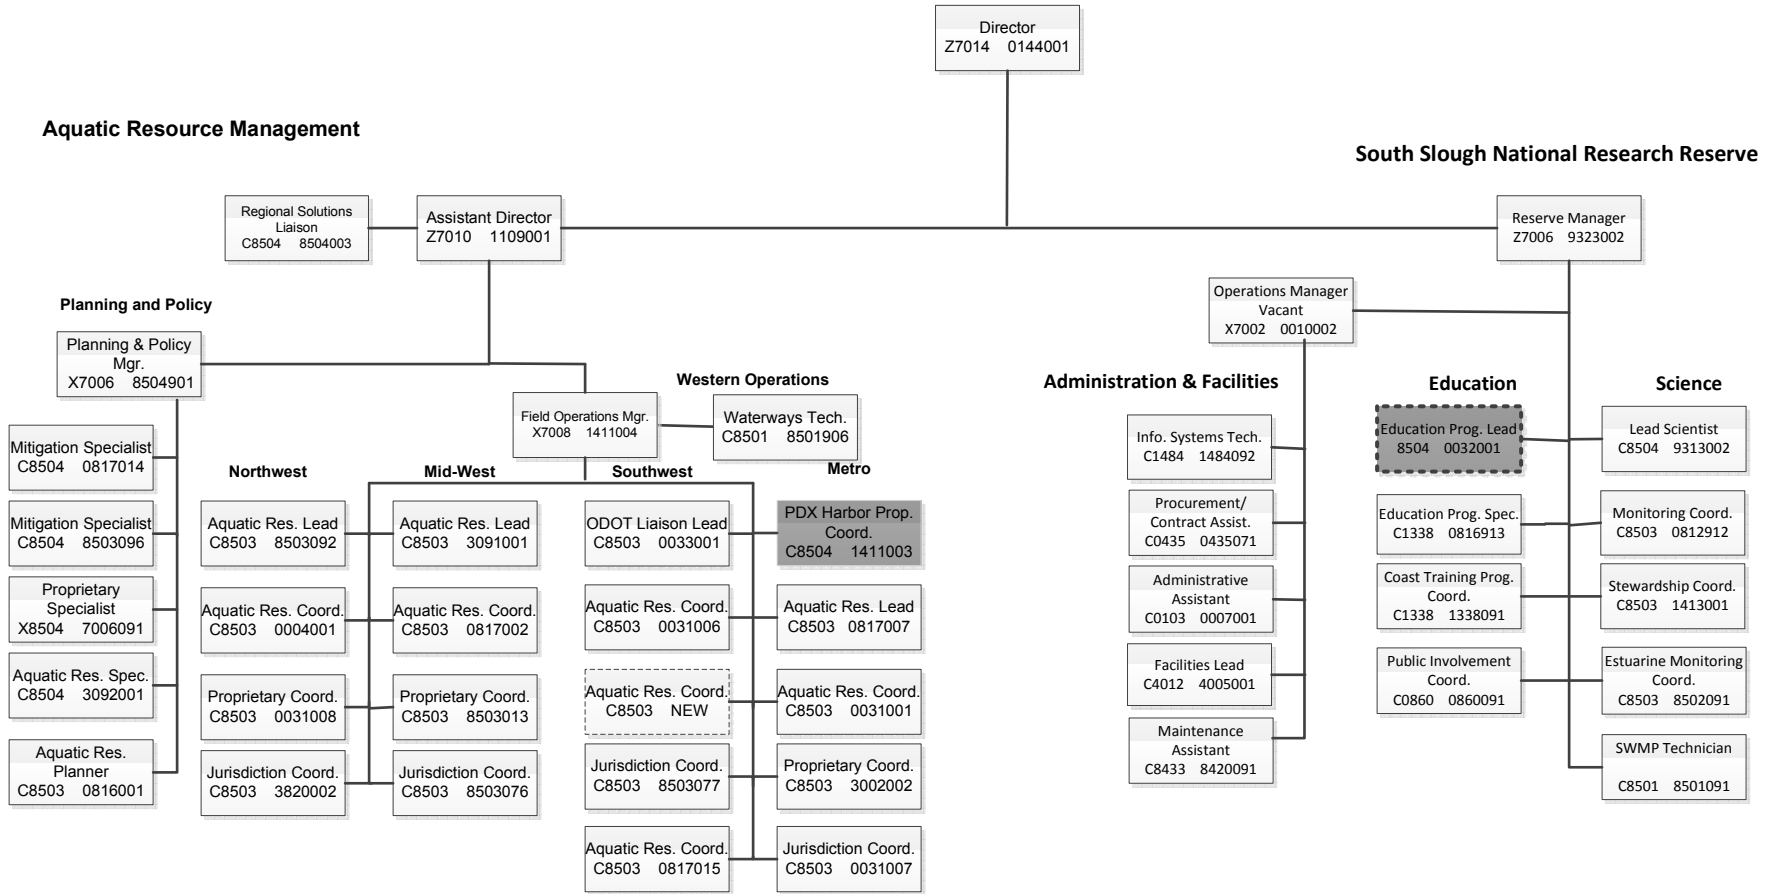 Director
Z7014 0144001
Aquatic Resource Management
South Slough National Research Reserve
Regional Solutions
Liaison
C8504 8504003
Assistant Director
Z7010 1109001
Reserve Manager
Z7006 9323002
Operations Manager
Vacant
X7002 0010002
Planning and Policy
Planning & Policy
Mgr.
X7006 8504901
Western Operations
Field Operations Mgr.
X7008 1411004
Waterways Tech.
C8501 8501906
Mitigation Specialist
C8504 0817014
Mitigation Specialist
C8504 8503096
Proprietary
Specialist
X8504 7006091
Aquatic Res. Spec.
C8504 3092001
Aquatic Res.
Planner
C8503 0816001
Northwest
Aquatic Res. Lead
C8503 8503092
Aquatic Res. Coord.
C8503 0004001
Proprietary Coord.
C8503 0031008
Jurisdiction Coord.
C8503 3820002
Mid-West
Aquatic Res. Lead
C8503 3091001
Aquatic Res. Coord.
C8503 0817002
Proprietary Coord.
C8503 8503013
Jurisdiction Coord.
C8503 8503076
Southwest
ODOT Liaison Lead
C8503 0033001
Aquatic Res. Coord.
C8503 0031006
Aquatic Res. Coord.
C8503 NEW
Jurisdiction Coord.
C8503 8503077
Aquatic Res. Coord.
C8503 0817015
Metro
PDX Harbor Prop.
Coord.
C8504 1411003
Aquatic Res. Lead
C8503 0817007
Aquatic Res. Coord.
C8503 0031001
Proprietary Coord.
C8503 3002002
Jurisdiction Coord.
C8503 0031007
Administration & Facilities
Info. Systems Tech.
C1484 1484092
Procurement/
Contract Assist.
C0435 0435071
Administrative
Assistant
C0103 0007001
Facilities Lead
C4012 4005001
Maintenance
Assistant
C8433 8420091
Education
Education Prog. Lead
8504 0032001
Education Prog. Spec.
C1338 0816913
Coast Training Prog.
Coord.
C1338 1338091
Public Involvement
Coord.
C0860 0860091
Science
Lead Scientist
C8504 9313002
Monitoring Coord.
C8503 0812912
Stewardship Coord.
C8503 1413001
Estuarine Monitoring
Coord.
C8503 8502091
SWMP Technician
C8501 8501091